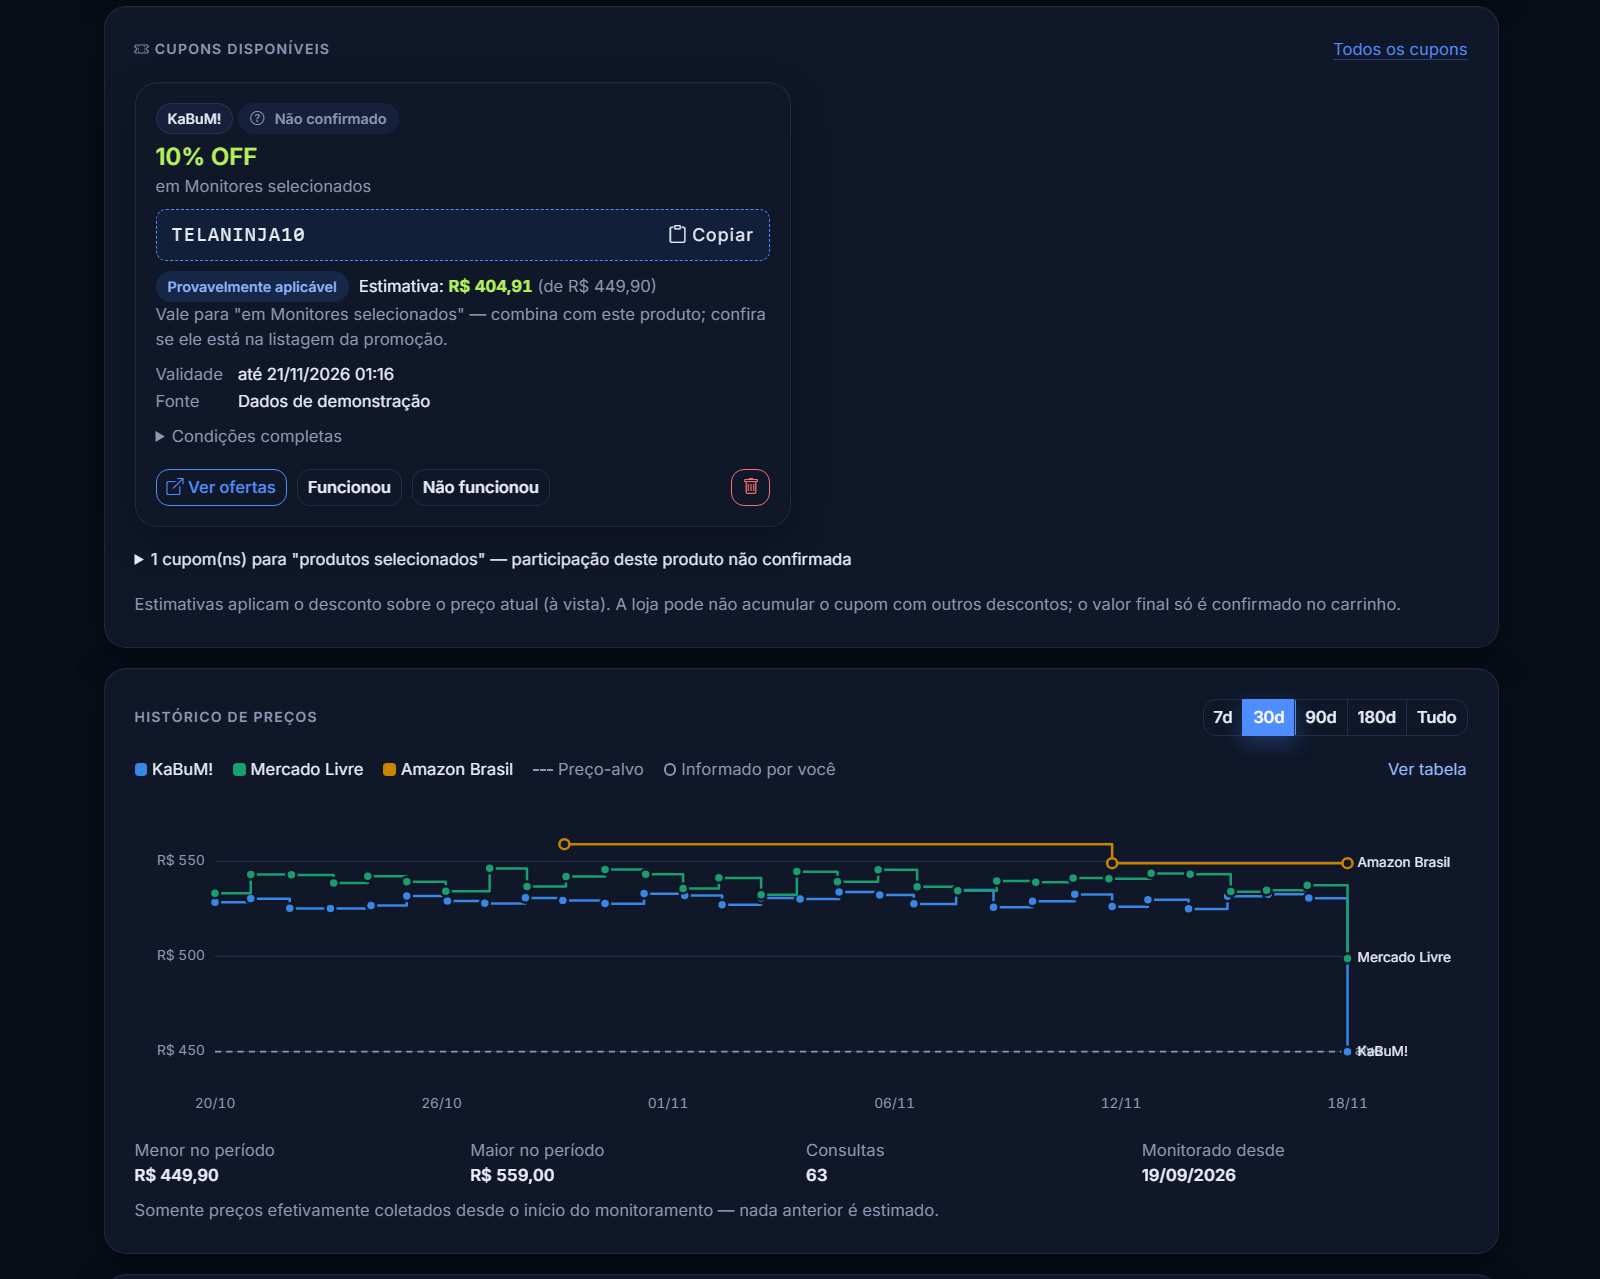 CUPONS DISPONÍVEIS
Todos os cupons
KaBuM!
Não confirmado
10% OFF
em Monitores selecionados
TELANINJA10
Copiar
Provavelmente aplicável
Estimativa: R$ 404,91 (de R$ 449,90)
Vale para "em Monitores selecionados" — combina com este produto; confira
se ele está na listagem da promoção.
Validade até 21/11/2026 01:16
Fonte Dados de demonstração
Condições completas
Ver ofertas
Funcionou
Não funcionou
1 cupom(ns) para "produtos selecionados" — participação deste produto não confirmada
Estimativas aplicam o desconto sobre o preço atual (à vista). A loja pode não acumular o cupom com outros descontos; o valor final só é confirmado no carrinho.
HISTÓRICO DE PREÇOS
7d 30d 90d 180d Tudo
KaBuM! Mercado Livre Amazon Brasil Preço-alvo Informado por você
Ver tabela
R$ 550
Amazon Brasil
R$ 500
Mercado Livre
R$ 450
KaBuM!
20/10 26/10 01/11 06/11 12/11 18/11
Menor no período
R$ 449,90
Maior no período
R$ 559,00
Consultas
63
Monitorado desde
19/09/2026
Somente preços efetivamente coletados desde o início do monitoramento — nada anterior é estimado.